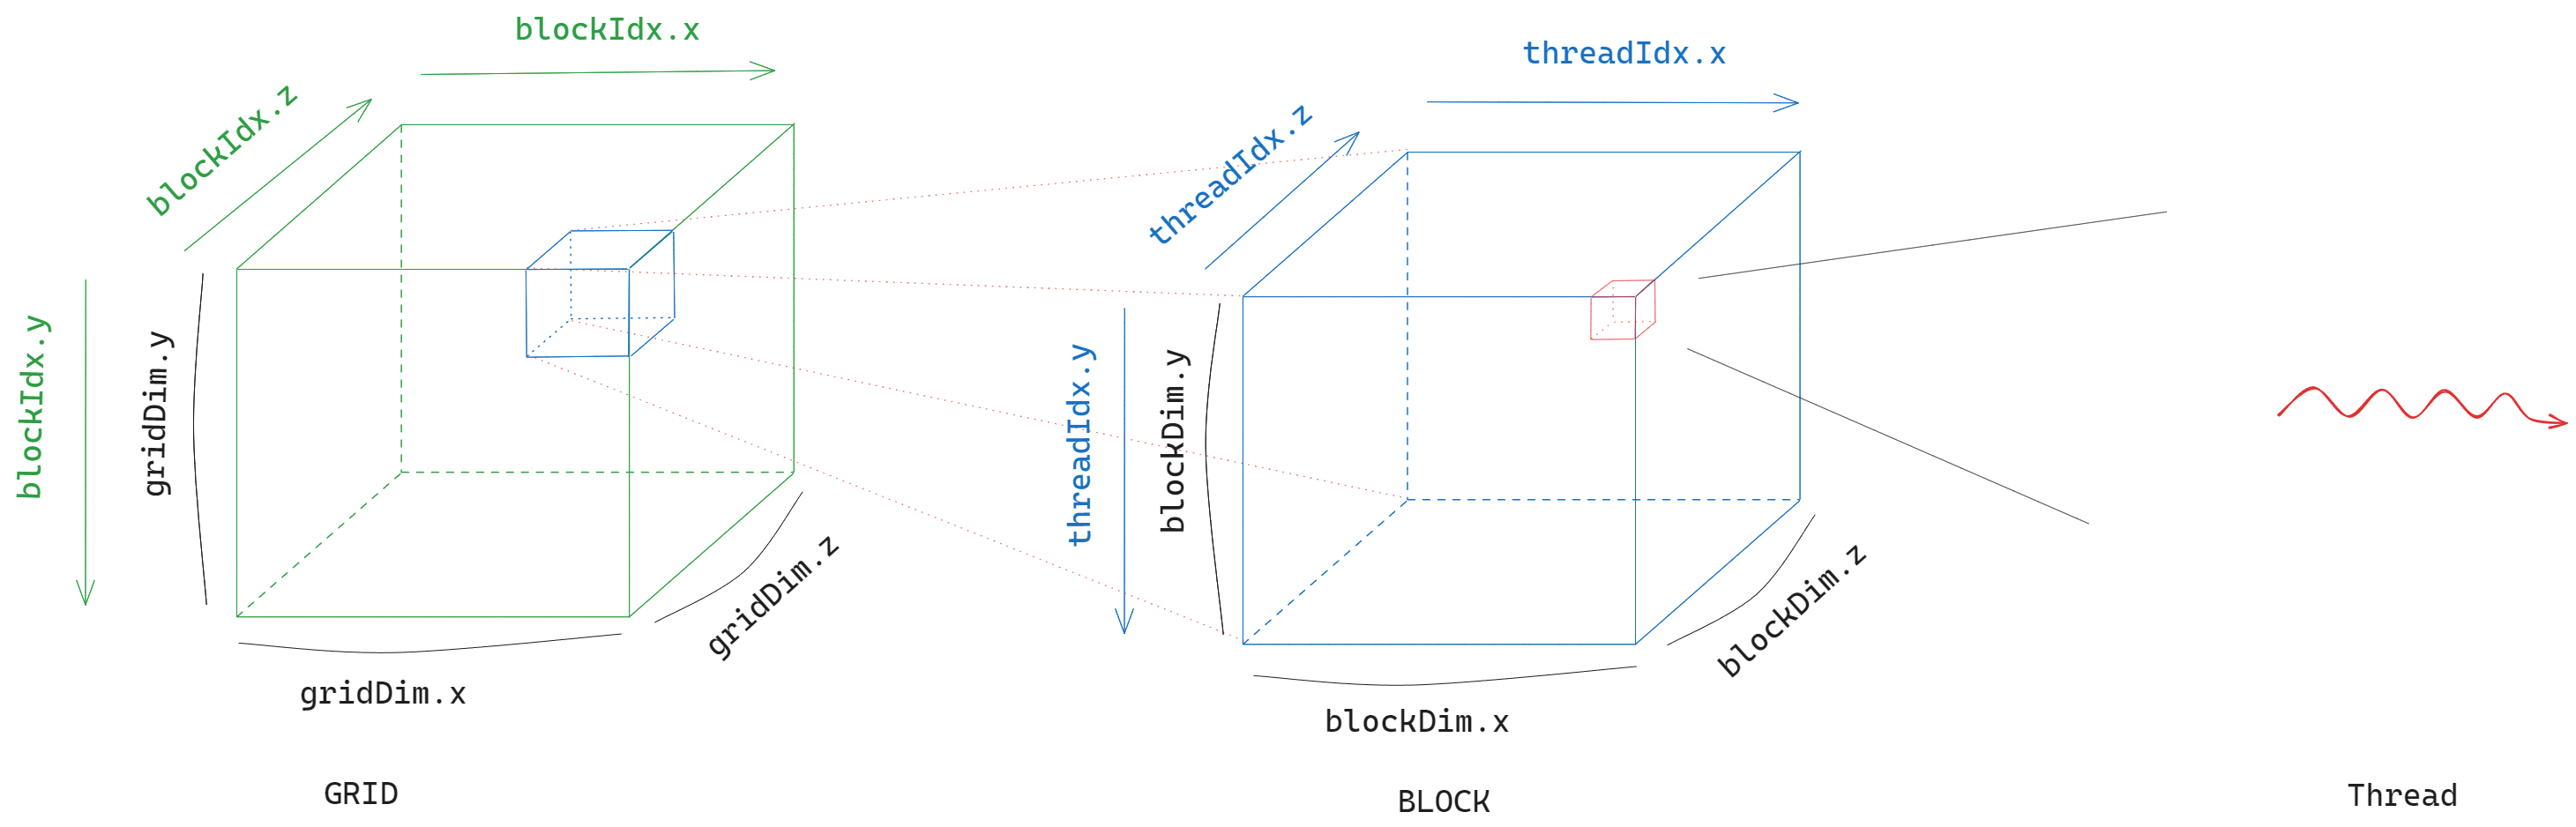 blockIdx.x
blockIdx.z
blockIdx.y
gridDim.y
gridDim.z
gridDim.x
GRID
threadIdx.x
threadIdx.z
threadIdx.y
blockDim.y
blockDim.z
blockDim.x
BLOCK
Thread